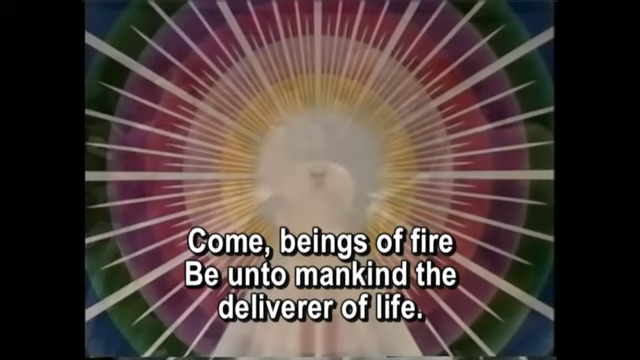 Come, beings of fire
Be unto mankind the
deliverer of life.